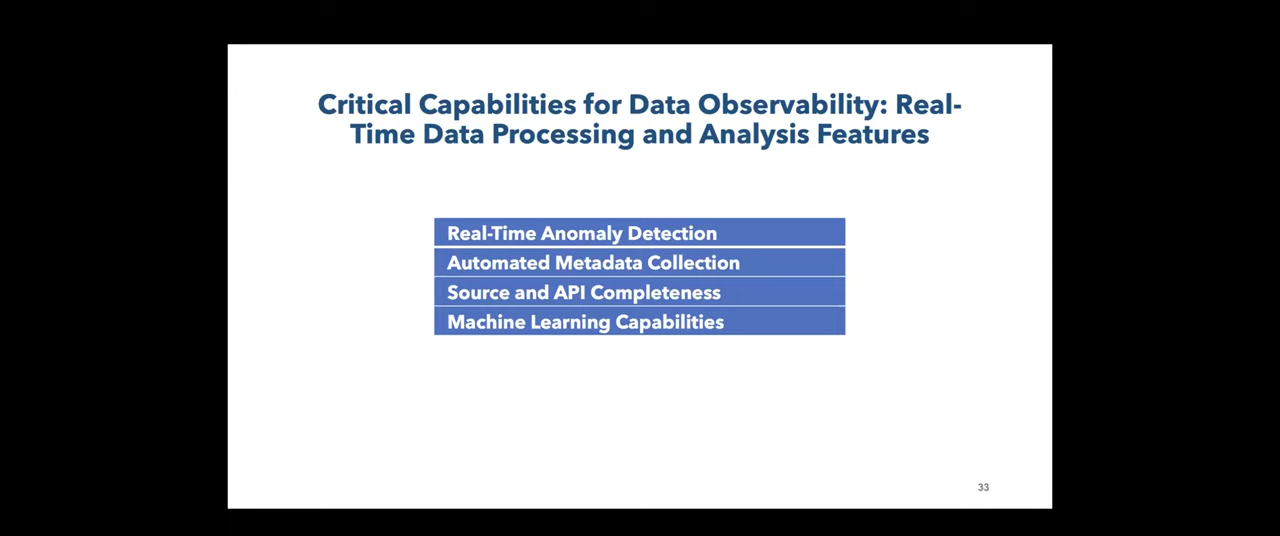 Critical Capabilities for Data Observability: Real-
Time Data Processing and Analysis Features
Real-Time Anomaly Detection
Automated Metadata Collection
Source and API Completeness
Machine Learning Capabilities
33